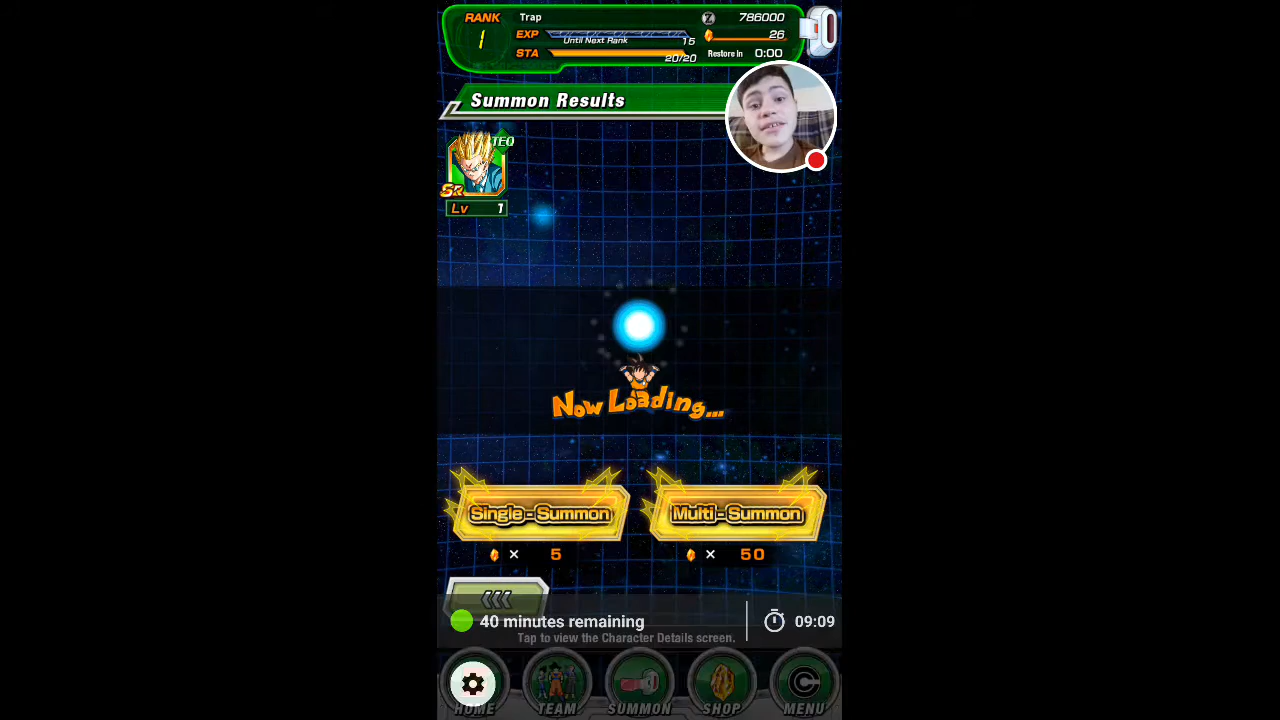 RANK
1
Trap
EXP
Until Next Rank
15
STA
20/20
Z
786000
26
Restore In 0:00
Summon Results
TEQ
SR
Lv 1
Now Loading...
Single - Summon
Multi - Summon
× 5
× 50
40 minutes remaining
09:09
Tap to view the Character Details screen.
HOME
TEAM
SUMMON
SHOP
MENU